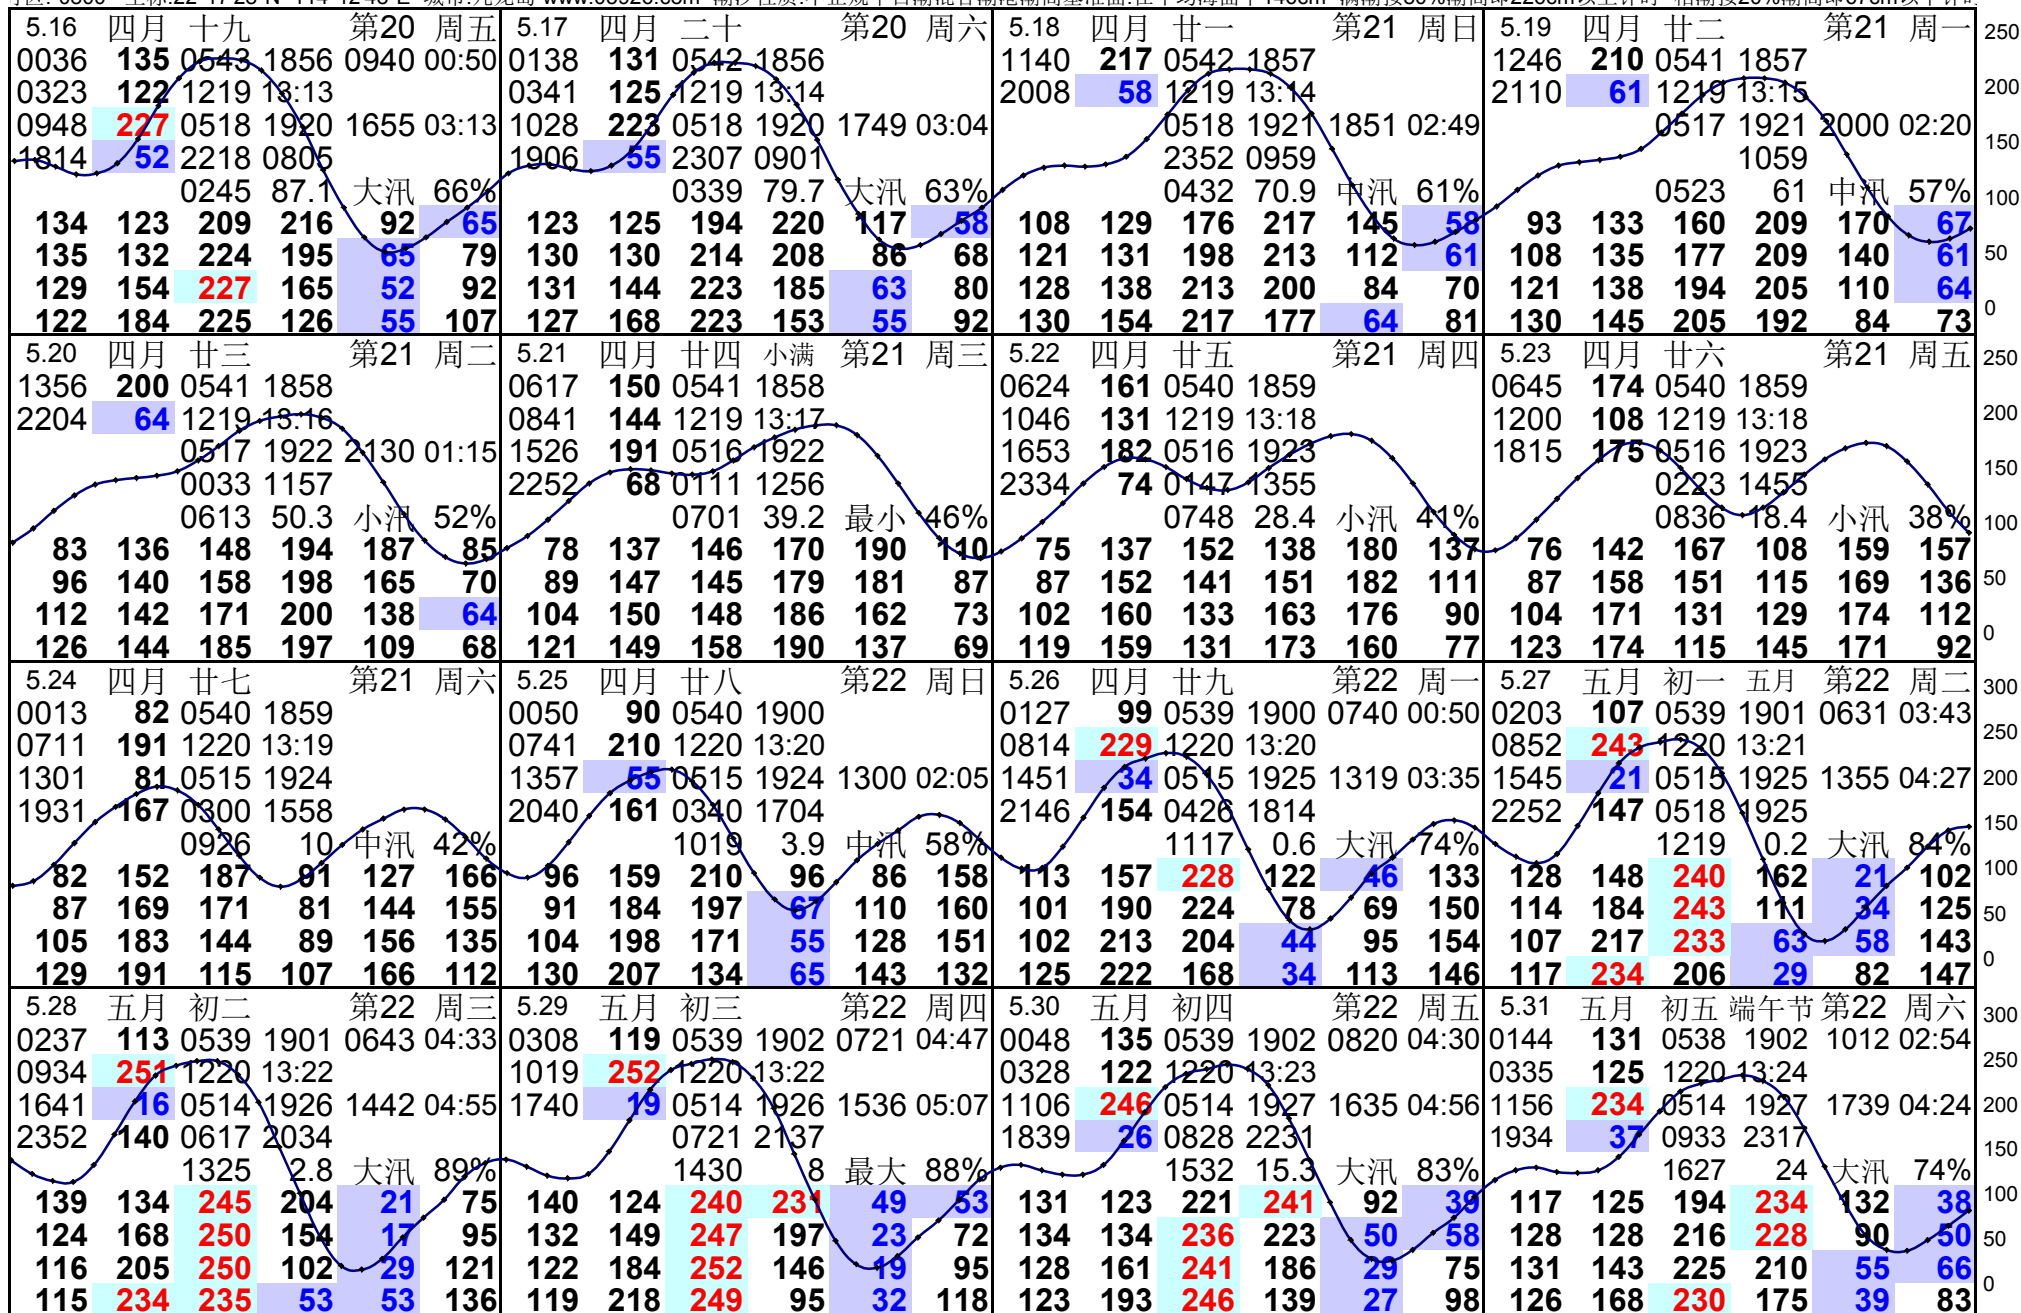 5.16 四月 十九 第20 周五
0036 135 0543 1856 0940 00:50
0323 122 1219 13:13
0948 227 0518 1920 1655 03:13
1814 52 2218 0805
0245 87.1 大汛 66%
134 123 209 216 92 65
135 132 224 195 65 79
129 154 227 165 52 92
122 184 225 126 55 107
5.17 四月 二十 第20 周六
0138 131 0542 1856
0341 125 1219 13:14
1028 223 0518 1920 1749 03:04
1906 55 2307 0901
0339 79.7 大汛 63%
123 125 194 220 117 58
130 130 214 208 86 68
131 144 223 185 63 80
127 168 223 153 55 92
5.18 四月 廿一 第21 周日
1140 217 0542 1857
2008 58 1219 13:14
0518 1921 1851 02:49
2352 0959
0432 70.9 中汛 61%
108 129 176 217 145 58
121 131 198 213 112 61
128 138 213 200 84 70
130 154 217 177 64 81
5.19 四月 廿二 第21 周一
1246 210 0541 1857
2110 61 1219 13:15
0517 1921 2000 02:20
1059
0523 61 中汛 57%
93 133 160 209 170 67
108 135 177 209 140 61
121 138 194 205 110 64
130 145 205 192 84 73
250
200
150
100
50
0
5.20 四月 廿三 第21 周二
1356 200 0541 1858
2204 64 1219 13:16
0517 1922 2130 01:15
0033 1157
0613 50.3 小汛 52%
83 136 148 194 187 85
96 140 158 198 165 70
112 142 171 200 138 64
126 144 185 197 109 68
5.21 四月 廿四 小满 第21 周三
0617 150 0541 1858
0841 144 1219 13:17
1526 191 0516 1922
2252 68 0111 1256
0701 39.2 最小 46%
78 137 146 170 190 110
89 147 145 179 181 87
104 150 148 186 162 73
121 149 158 190 137 69
5.22 四月 廿五 第21 周四
0624 161 0540 1859
1046 131 1219 13:18
1653 182 0516 1923
2334 74 0147 1355
0748 28.4 小汛 41%
75 137 152 138 180 137
87 152 141 151 182 111
102 160 133 163 176 90
119 159 131 173 160 77
5.23 四月 廿六 第21 周五
0645 174 0540 1859
1200 108 1219 13:18
1815 175 0516 1923
0223 1455
0836 18.4 小汛 38%
76 142 167 108 159 157
87 158 151 115 169 136
104 171 131 129 174 112
123 174 115 145 171 92
250
200
150
100
50
0
5.24 四月 廿七 第21 周六
0013 82 0540 1859
0711 191 1220 13:19
1301 81 0515 1924
1931 167 0300 1558
0926 10 中汛 42%
82 152 187 91 127 166
87 169 171 81 144 155
105 183 144 89 156 135
129 191 115 107 166 112
5.25 四月 廿八 第22 周日
0050 90 0540 1900
0741 210 1220 13:20
1357 55 0515 1924 1300 02:05
2040 161 0340 1704
1019 3.9 中汛 58%
96 159 210 96 86 158
91 184 197 67 110 160
104 198 171 55 128 151
130 207 134 65 143 132
5.26 四月 廿九 第22 周一
0127 99 0539 1900 0740 00:50
0814 229 1220 13:20
1451 34 0515 1925 1319 03:35
2146 154 0426 1814
1117 0.6 大汛 74%
113 157 228 122 46 133
101 190 224 78 69 150
102 213 204 44 95 154
125 222 168 34 113 146
5.27 五月 初一 五月 第22 周二
0203 107 0539 1901 0631 03:43
0852 243 1220 13:21
1545 21 0515 1925 1355 04:27
2252 147 0518 1925
1219 0.2 大汛 84%
128 148 240 162 21 102
114 184 243 111 34 125
107 217 233 63 58 143
117 234 206 29 82 147
300
250
200
150
100
50
0
5.28 五月 初二 第22 周三
0237 113 0539 1901 0643 04:33
0934 251 1220 13:22
1641 16 0514 1926 1442 04:55
2352 140 0617 2034
1325 2.8 大汛 89%
139 134 245 204 21 75
124 168 250 154 17 95
116 205 250 102 29 121
115 234 235 53 53 136
5.29 五月 初三 第22 周四
0308 119 0539 1902 0721 04:47
1019 252 1220 13:22
1740 19 0514 1926 1536 05:07
0721 2137
1430 8 最大 88%
140 124 240 231 49 53
132 149 247 197 23 72
122 184 252 146 19 95
119 218 249 95 32 118
5.30 五月 初四 第22 周五
0048 135 0539 1902 0820 04:30
0328 122 1220 13:23
1106 246 0514 1927 1635 04:56
1839 26 0828 2231
1532 15.3 大汛 83%
131 123 221 241 92 39
134 134 236 223 50 58
128 161 241 186 29 75
123 193 246 139 27 98
5.31 五月 初五 端午节 第22 周六
0144 131 0538 1902 1012 02:54
0335 125 1220 13:24
1156 234 0514 1927 1739 04:24
1934 37 0933 2317
1627 24 大汛 74%
117 125 194 234 132 38
128 128 216 228 90 50
131 143 225 210 55 66
126 168 230 175 39 83
300
250
200
150
100
50
0